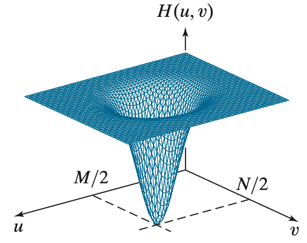 H(u, v)
M/2
N/2
u
v